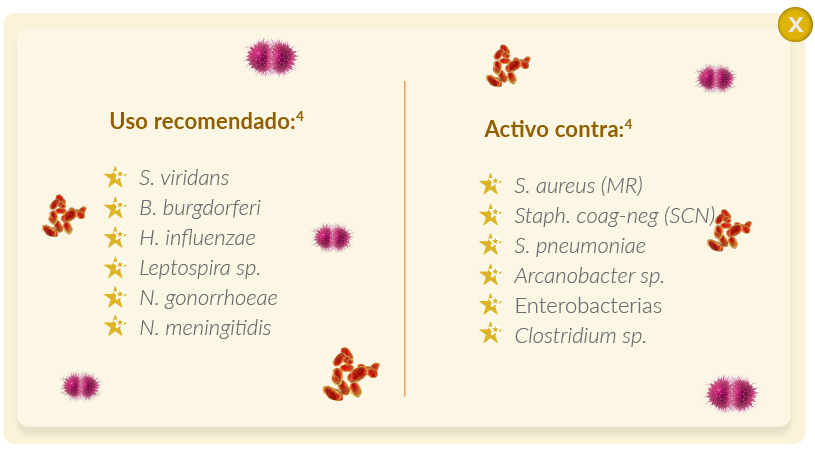 X
Uso recomendado:⁴
S. viridans
B. burgdorferi
H. influenzae
Leptospira sp.
N. gonorrhoeae
N. meningitidis
Activo contra:⁴
S. aureus (MR)
Staph. coag-neg (SCN)
S. pneumoniae
Arcanobacter sp.
Enterobacterias
Clostridium sp.